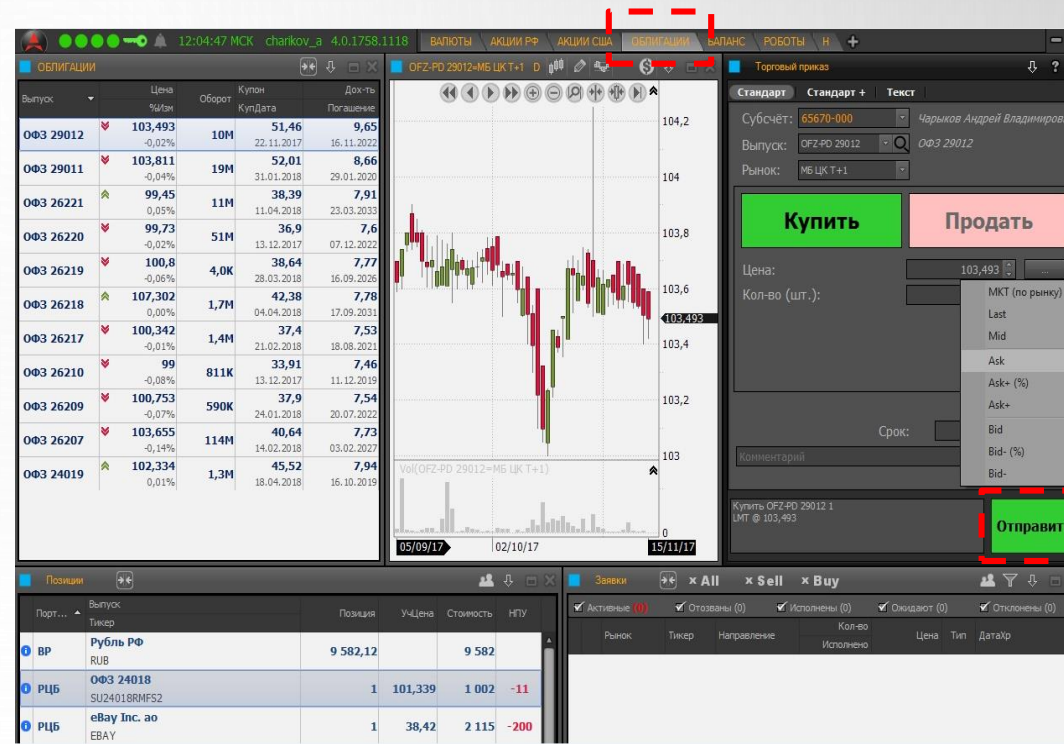 12:04:47 МСК charikov_a 4.0.1758.1118 ВАЛЮТЫ АКЦИИ РФ АКЦИИ США ОБЛИГАЦИИ БАЛАНС РОБОТЫ Н
ОБЛИГАЦИИ
Выпуск Цена Оборот Купон Дох-ть
%Изм КупДата Погашение
ОФЗ 29012 103,493 10M 51,46 9,65
-0,02% 22.11.2017 16.11.2022
ОФЗ 29011 103,811 19M 52,01 8,66
-0,04% 31.01.2018 29.01.2020
ОФЗ 26221 99,45 11M 38,39 7,91
0,05% 11.04.2018 23.03.2033
ОФЗ 26220 99,73 51M 36,9 7,6
-0,02% 13.12.2017 07.12.2022
ОФЗ 26219 100,8 4,0K 38,64 7,77
-0,06% 28.03.2018 16.09.2026
ОФЗ 26218 107,302 1,7M 42,38 7,78
0,00% 04.04.2018 17.09.2031
ОФЗ 26217 100,342 1,4M 37,4 7,53
-0,01% 21.02.2018 18.08.2021
ОФЗ 26210 99 811K 33,91 7,46
-0,08% 13.12.2017 11.12.2019
ОФЗ 26209 100,753 590K 37,9 7,54
-0,07% 24.01.2018 20.07.2022
ОФЗ 26207 103,655 114M 40,64 7,73
-0,14% 14.02.2018 03.02.2027
ОФЗ 24019 102,334 1,3M 45,52 7,94
0,01% 18.04.2018 16.10.2019
OFZ-PD 29012=МБ ЦК T+1 D
104,2
104
103,8
103,6
103,493
103,4
103,2
103
Vol(OFZ-PD 29012=МБ ЦК T+1)
0
05/09/17 02/10/17 15/11/17
Торговый приказ
Стандарт Стандарт + Текст
Субсчёт: 65670-000 Чарыков Андрей Владимиров
Выпуск: OFZ-PD 29012 ОФЗ 29012
Рынок: МБ ЦК T+1
Купить Продать
Цена: 103,493 ...
Кол-во (шт.):
MKT (по рынку)
Last
Mid
Ask
Ask+ (%)
Ask+
Bid
Bid- (%)
Bid-
Срок:
Комментарий
Купить OFZ-PD 29012 1
LMT @ 103,493
Отправит
Позиции
Порт... Выпуск Позиция УчЦена Стоимость НПУ
Тикер
ВР Рубль РФ 9 582,12 9 582
RUB
РЦБ ОФЗ 24018 1 101,339 1 002 -11
SU24018RMFS2
РЦБ eBay Inc. ао 1 38,42 2 115 -200
EBAY
Заявки x All x Sell x Buy
Активные (0) Отозваны (0) Исполнены (0) Ожидают (0) Отклонены (0)
Рынок Тикер Направление Кол-во Цена Тип ДатаХр
Исполнено